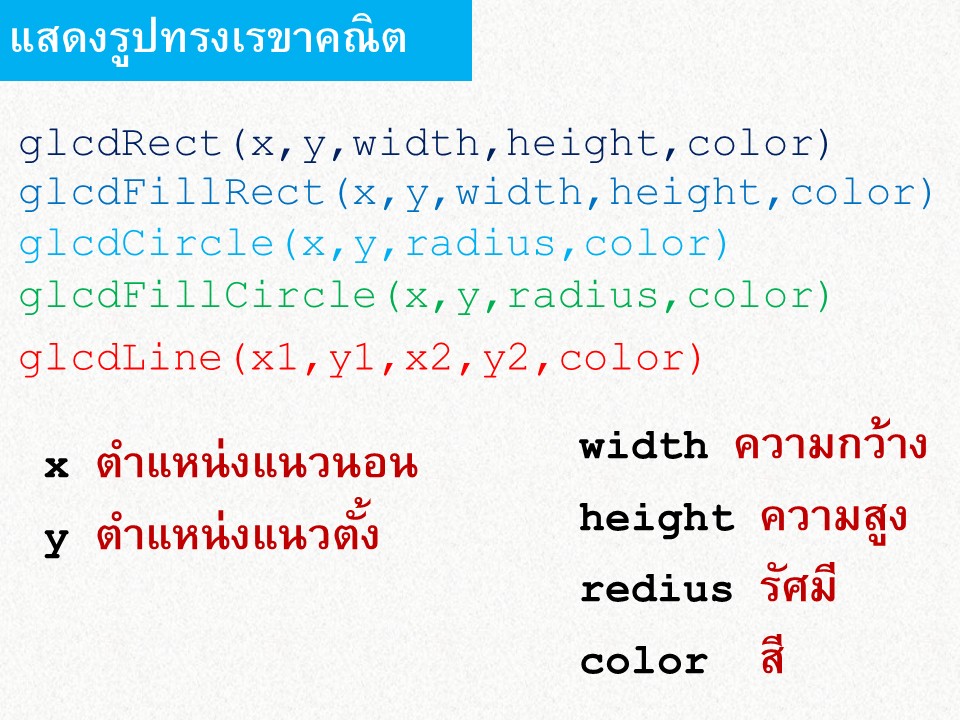 แสดงรูปทรงเรขาคณิต
glcdRect(x,y,width,height,color)
glcdFillRect(x,y,width,height,color)
glcdCircle(x,y,radius,color)
glcdFillCircle(x,y,radius,color)
glcdLine(x1,y1,x2,y2,color)
x ตำแหน่งแนวนอน
y ตำแหน่งแนวตั้ง
width ความกว้าง
height ความสูง
redius รัศมี
color สี